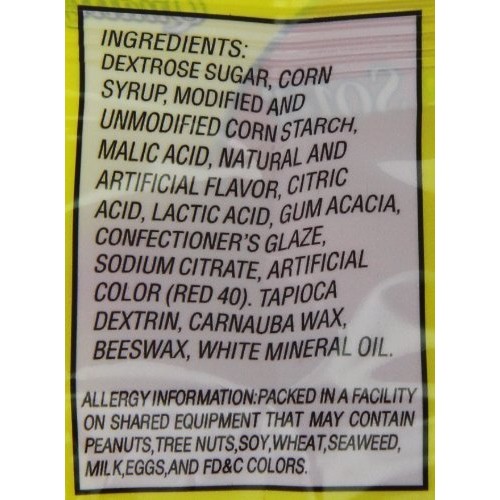 INGREDIENTS:
DEXTROSE SUGAR, CORN
SYRUP, MODIFIED AND
UNMODIFIED CORN STARCH,
MALIC ACID, NATURAL AND
ARTIFICIAL FLAVOR, CITRIC
ACID, LACTIC ACID, GUM ACACIA,
CONFECTIONER'S GLAZE,
SODIUM CITRATE, ARTIFICIAL
COLOR (RED 40). TAPIOCA
DEXTRIN, CARNAUBA WAX,
BEESWAX, WHITE MINERAL OIL.
ALLERGY INFORMATION:PACKED IN A FACILITY
ON SHARED EQUIPMENT THAT MAY CONTAIN
PEANUTS,TREE NUTS,SOY,WHEAT,SEAWEED,
MILK,EGGS,AND FD&C COLORS.